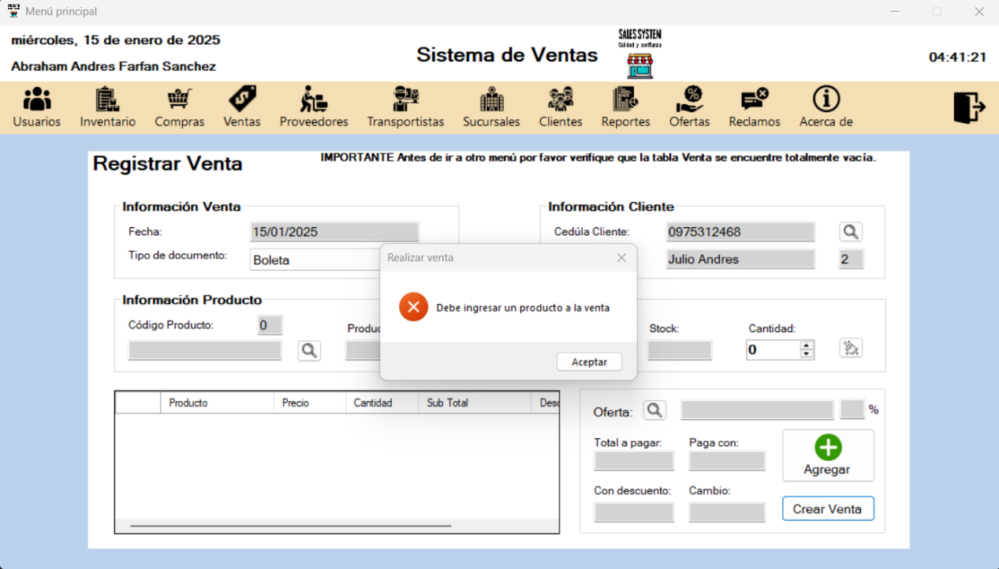 Menú principal
miércoles, 15 de enero de 2025
Abraham Andres Farfan Sanchez
Sistema de Ventas
SALES SYSTEM
Calidad y confianza
04:41:21
Usuarios Inventario Compras Ventas Proveedores Transportistas Sucursales Clientes Reportes Ofertas Reclamos Acerca de
Registrar Venta
IMPORTANTE Antes de ir a otro menú por favor verifique que la tabla Venta se encuentre totalmente vacía.
Información Venta
Fecha: 15/01/2025
Tipo de documento: Boleta
Información Cliente
Cedúla Cliente: 0975312468
Julio Andres 2
Realizar venta
Debe ingresar un producto a la venta
Aceptar
Información Producto
Código Producto: 0
Produc
Stock:
Cantidad:
0
Producto Precio Cantidad Sub Total Desc
Oferta: %
Total a pagar: Paga con:
Agregar
Con descuento: Cambio:
Crear Venta